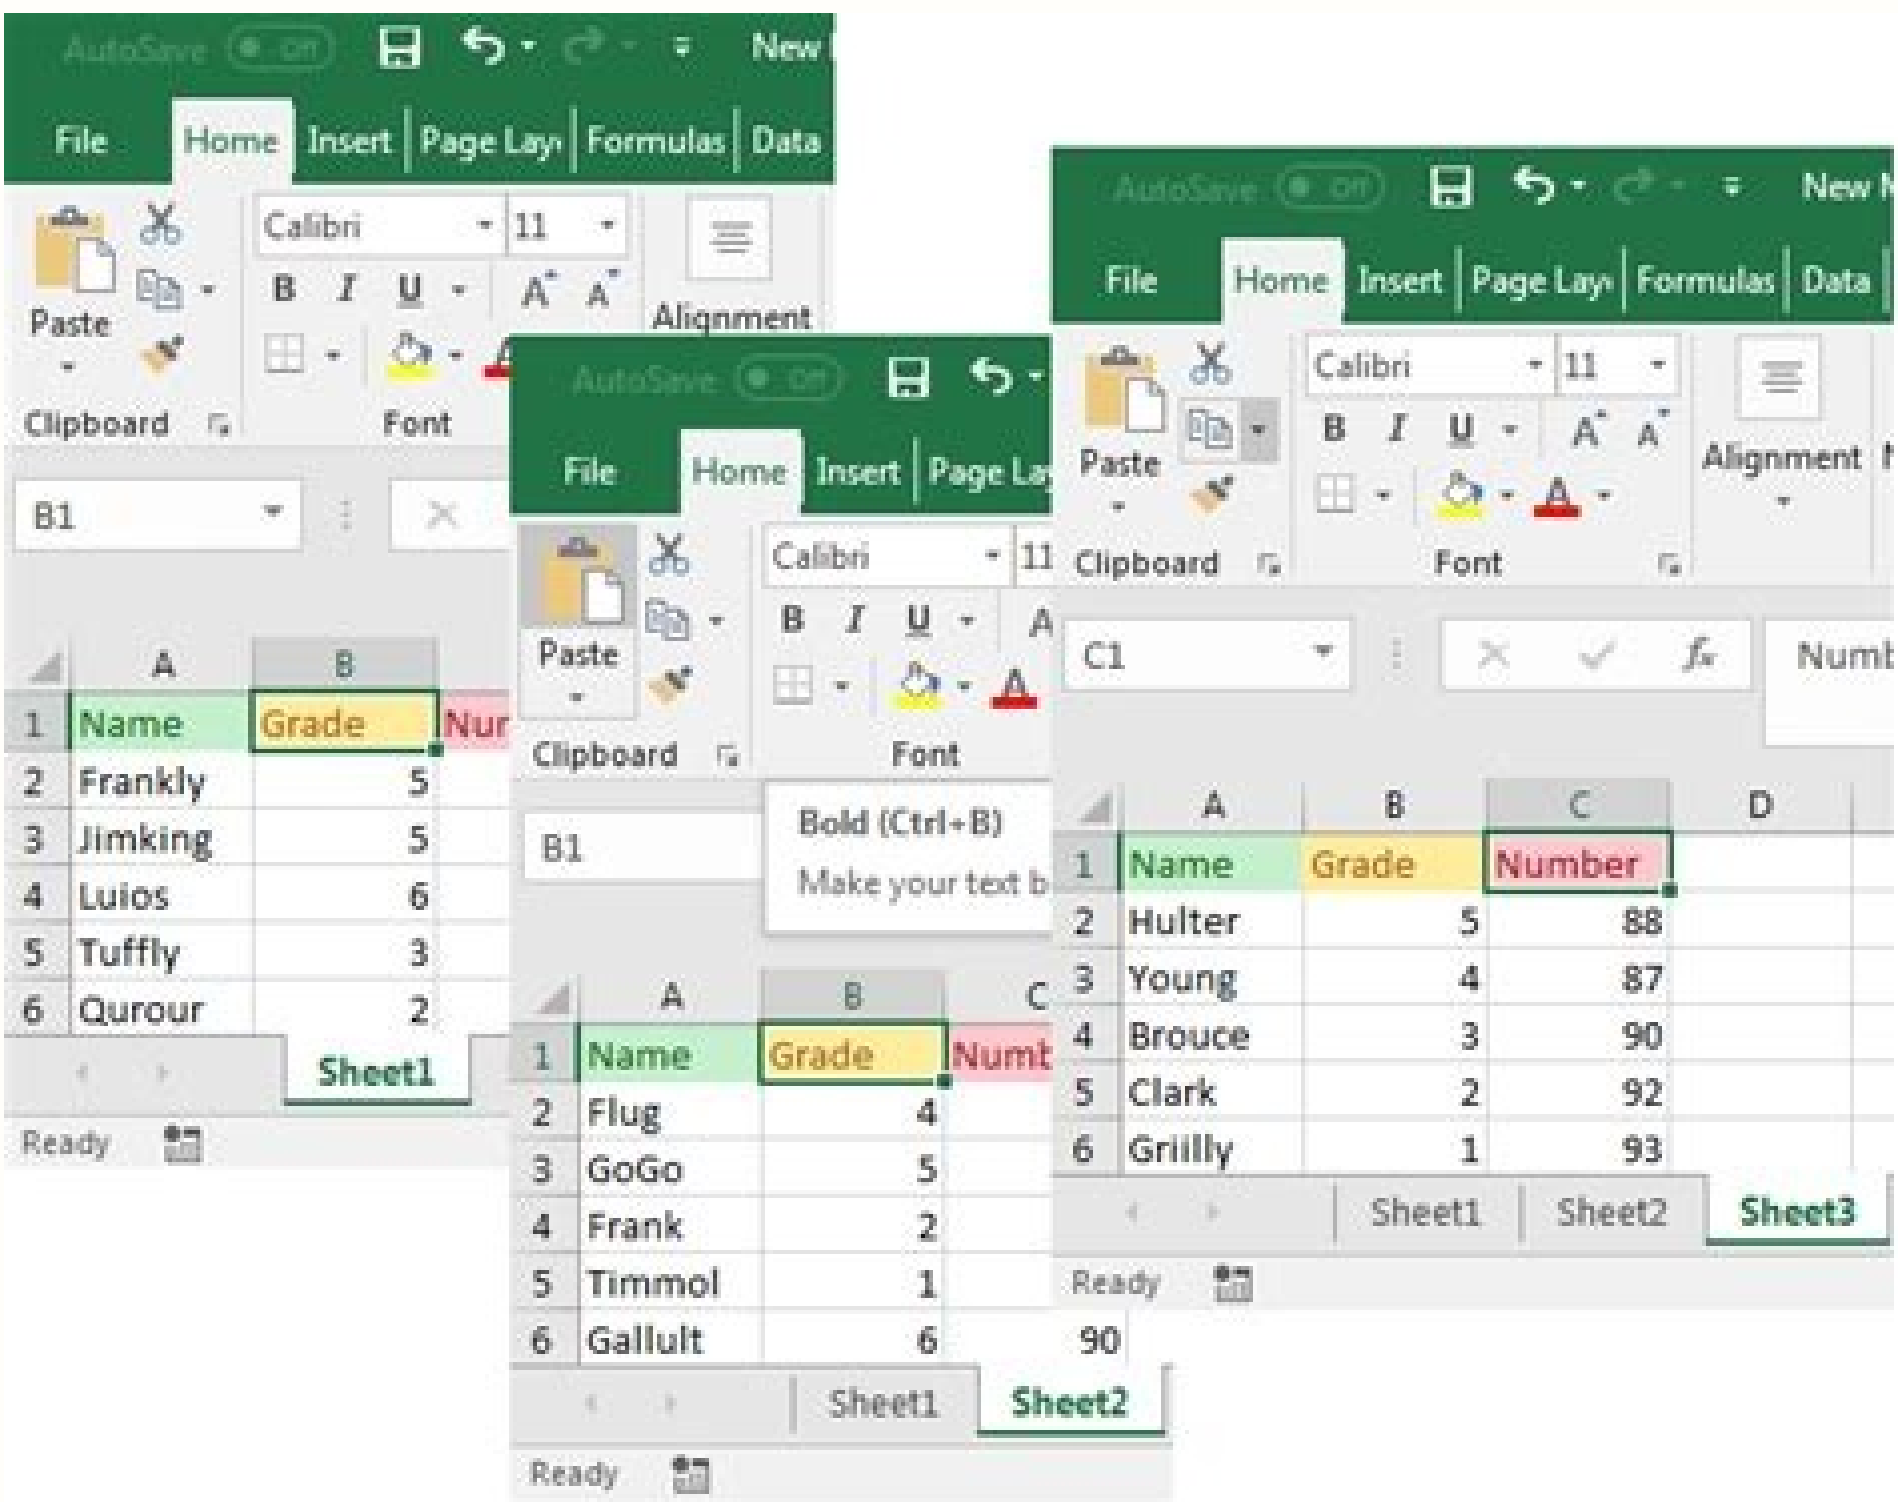 AutoSave Off New
File Home Insert Page Lay Formulas Data
Calibri 11
B I U A A
Paste Alignment
Clipboard Font
B1
A B
1 Name Grade Nur
2 Frankly 5
3 Jimking 5
4 Luios 6
5 Tuffly 3
6 Qurour 2
Sheet1
Ready
AutoSave Off
File Home Insert Page Lay
Calibri 11
B I U A
Paste A
Clipboard Font
Bold (Ctrl+B)
B1
Make your text b
A B C
1 Name Grade Numb
2 Flug 4
3 GoGo 5
4 Frank 2
5 Timmol 1
6 Gallult 6 90
Sheet1 Sheet2
Ready
AutoSave Off New N
File Home Insert Page Lay Formulas Data
Calibri 11
B I U A A
Paste Alignment
A
Clipboard Font
C1 fx Numb
A B C D
1 Name Grade Number
2 Hulter 5 88
3 Young 4 87
4 Brouce 3 90
5 Clark 2 92
6 Griilly 1 93
Sheet1 Sheet2 Sheet3
Ready